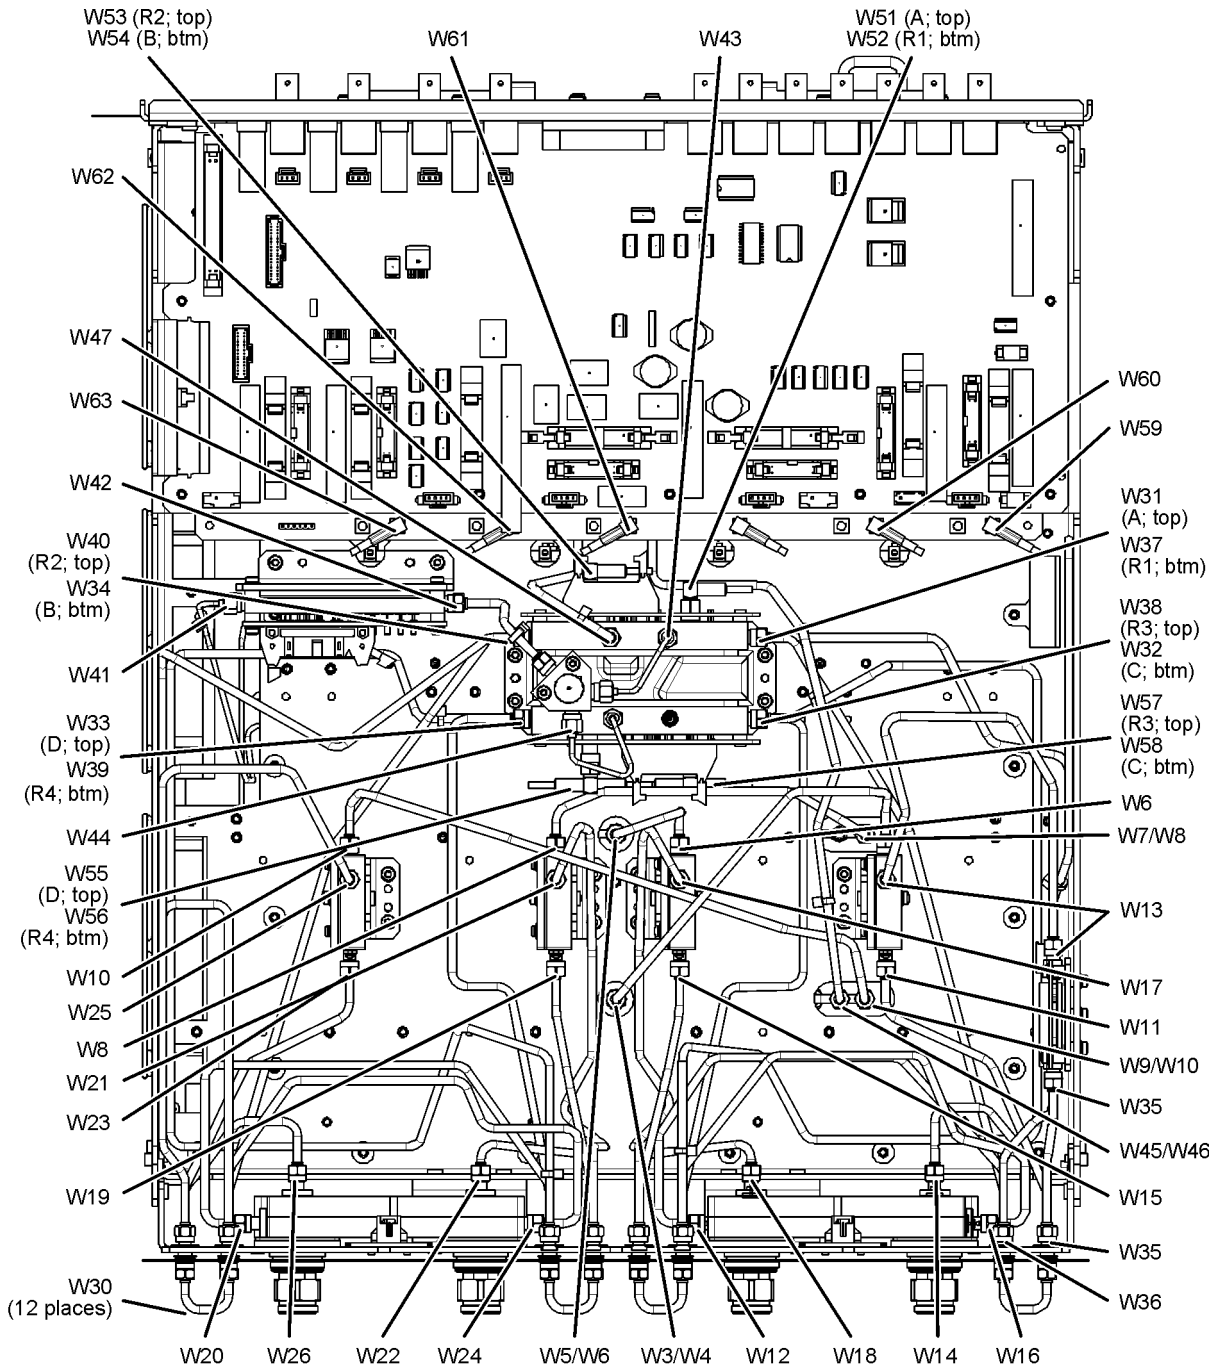 W53 (R2; top)
W54 (B; btm)
W61
W43
W51 (A; top)
W52 (R1; btm)
W62
W47
W63
W42
W40
(R2; top)
W34
(B; btm)
W41
W33
(D; top)
W39
(R4; btm)
W44
W55
(D; top)
W56
(R4; btm)
W10
W25
W8
W21
W23
W19
W30
(12 places)
W60
W59
W31
(A; top)
W37
(R1; btm)
W38
(R3; top)
W32
(C; btm)
W57
(R3; top)
W58
(C; btm)
W6
W7/W8
W13
W17
W11
W9/W10
W35
W45/W46
W15
W35
W36
W20
W26
W22
W24
W5/W6
W3/W4
W12
W18
W14
W16